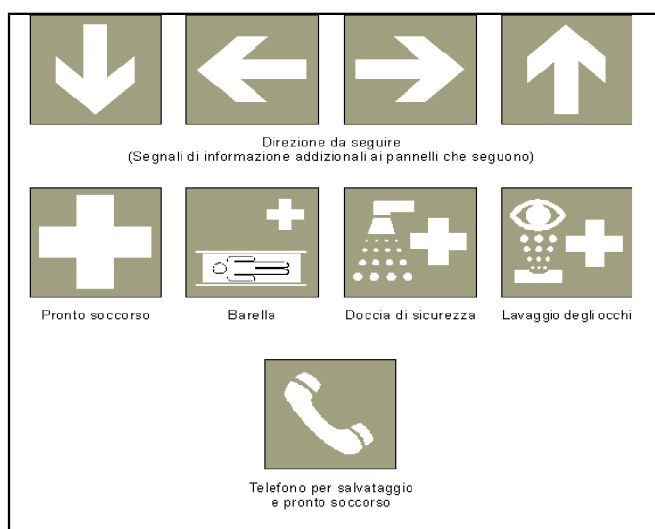 Direzione da seguire
(Segnali di informazione addizionali ai pannelli che seguono)
Pronto soccorso
Barella
Doccia di sicurezza
Lavaggio degli occhi
Telefono per salvataggio
e pronto soccorso